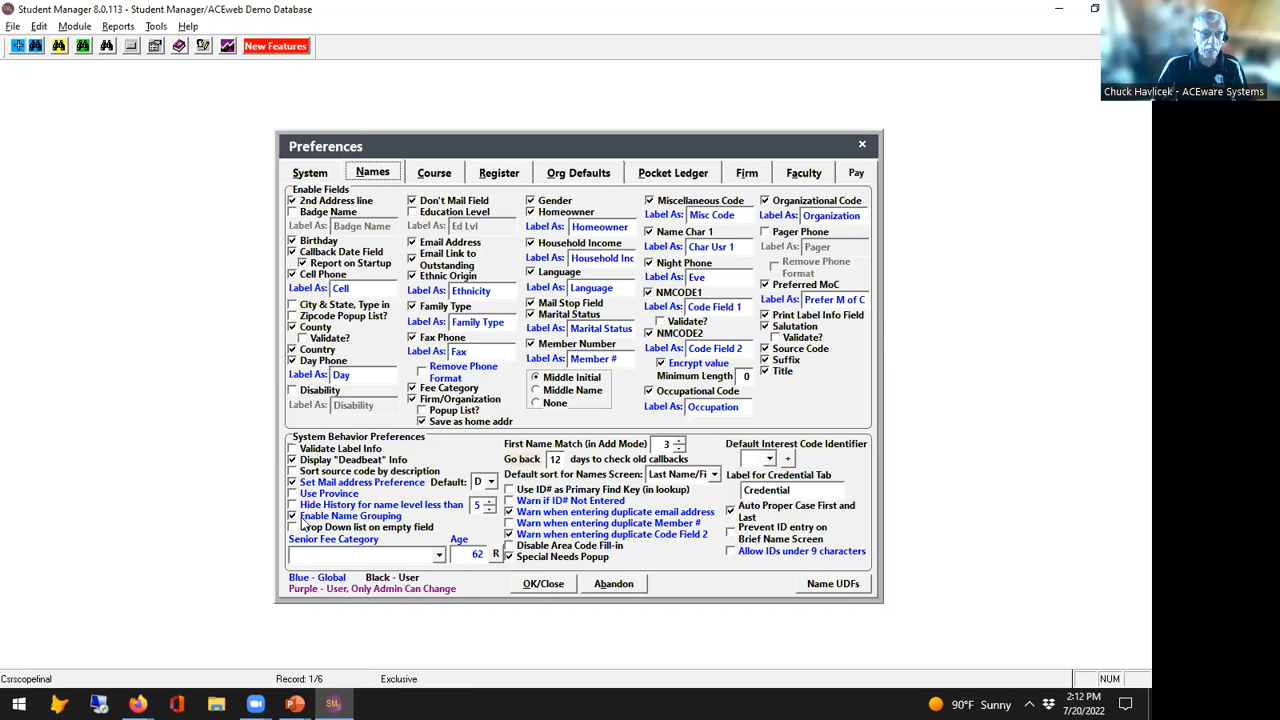 Student Manager 8.0.113 - Student Manager/ACEweb Demo Database
File Edit Module Reports Tools Help
New Features
Chuck Havlicek - ACEware Systems
Preferences
System Names Course Register Org Defaults Pocket Ledger Firm Faculty Pay
Enable Fields
2nd Address line
Badge Name
Label As: Badge Name
Birthday
Callback Date Field
Report on Startup
Cell Phone
Label As: Cell
City & State, Type in
Zipcode Popup List?
County
Validate?
Country
Day Phone
Label As: Day
Disability
Label As: Disability
Don't Mail Field
Education Level
Label As: Ed Lvl
Email Address
Email Link to
Outstanding
Ethnic Origin
Label As: Ethnicity
Family Type
Label As: Family Type
Fax Phone
Label As: Fax
Remove Phone
Format
Fee Category
Firm/Organization
Popup List?
Save as home addr
Gender
Homeowner
Label As: Homeowner
Household Income
Label As: Household Inc
Language
Label As: Language
Mail Stop Field
Marital Status
Label As: Marital Status
Member Number
Label As: Member #
Middle Initial
Middle Name
None
Miscellaneous Code
Label As: Misc Code
Name Char 1
Label As: Char Usr 1
Night Phone
Label As: Eve
NMCODE1
Label As: Code Field 1
Validate?
NMCODE2
Label As: Code Field 2
Encrypt value
Minimum Length 0
Occupational Code
Label As: Occupation
Organizational Code
Label As: Organization
Pager Phone
Label As: Pager
Remove Phone
Format
Preferred MoC
Label As: Prefer M of C
Print Label Info Field
Salutation
Validate?
Source Code
Suffix
Title
System Behavior Preferences
Validate Label Info
Display "Deadbeat" Info
Sort source code by description
Set Mail address Preference Default: D
Use Province
Hide History for name level less than 5
Enable Name Grouping
Drop Down list on empty field
Senior Fee Category Age
62 R
First Name Match (in Add Mode) 3
Go back 12 days to check old callbacks
Default sort for Names Screen: Last Name/Fi
Use ID# as Primary Find Key (in lookup)
Warn if ID# Not Entered
Warn when entering duplicate email address
Warn when entering duplicate Member #
Warn when entering duplicate Code Field 2
Disable Area Code Fill-in
Special Needs Popup
Default Interest Code Identifier
+
Label for Credential Tab
Credential
Auto Proper Case First and
Last
Prevent ID entry on
Brief Name Screen
Allow IDs under 9 characters
Blue - Global Black - User
Purple - User, Only Admin Can Change
OK/Close Abandon Name UDFs
Csrscopefinal Record: 1/6 Exclusive NUM
90°F Sunny
2:12 PM
7/20/2022